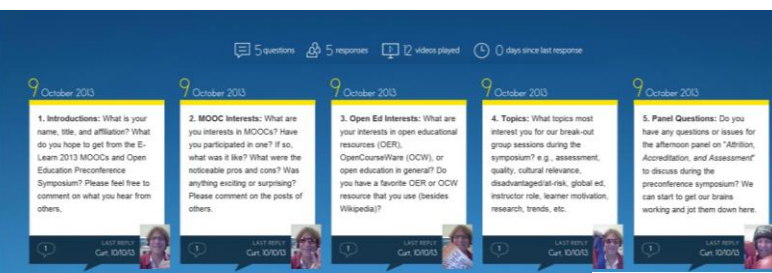 5 questions 5 responses 12 videos played 0 days since last response
9 October 2013
1. Introductions: What is your
name, title, and affiliation? What
do you hope to get from the E-
Learn 2013 MOOCs and Open
Education Preconference
Symposium? Please feel free to
comment on what you hear from
others.
1
LAST REPLY
Curt, 10/10/13
9 October 2013
2. MOOC Interests: What are
you interests in MOOCs? Have
you participated in one? If so,
what was it like? What were the
noticeable pros and cons? Was
anything exciting or surprising?
Please comment on the posts of
others.
1
LAST REPLY
Curt, 10/10/13
9 October 2013
3. Open Ed Interests: What are
your interests in open educational
resources (OER),
OpenCourseWare (OCW), or
open education in general? Do
you have a favorite OER or OCW
resource that you use (besides
Wikipedia)?
1
LAST REPLY
Curt, 10/10/13
9 October 2013
4. Topics: What topics most
interest you for our break-out
group sessions during the
symposium? e.g., assessment,
quality, cultural relevance,
disadvantaged/at-risk, global ed,
instructor role, learner motivation,
research, trends, etc.
1
LAST REPLY
Curt, 10/10/13
9 October 2013
5. Panel Questions: Do you
have any questions or issues for
the afternoon panel on "Attrition,
Accreditation, and Assessment"
to discuss during the
preconference symposium? We
can start to get our brains
working and jot them down here.
1
LAST REPLY
Curt, 10/10/13